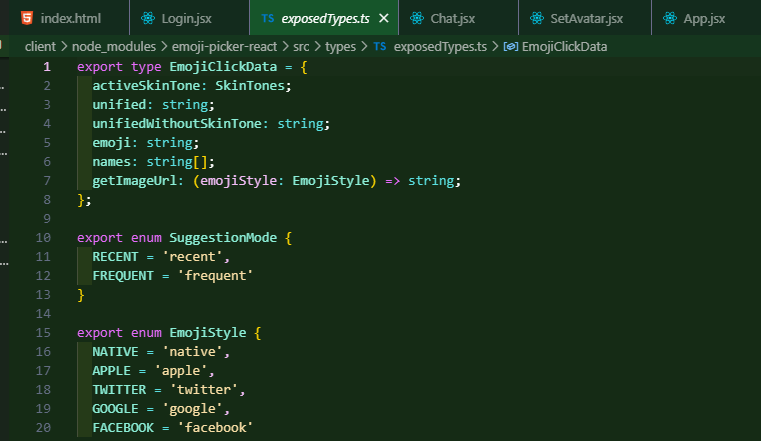 index.html Login.jsx TS exposedTypes.ts Chat.jsx SetAvatar.jsx App.jsx
client > node_modules > emoji-picker-react > src > types > TS exposedTypes.ts > EmojiClickData
1 export type EmojiClickData = {
2 activeSkinTone: SkinTones;
3 unified: string;
4 unifiedWithoutSkinTone: string;
5 emoji: string;
6 names: string[];
7 getImageUrl: (emojiStyle: EmojiStyle) => string;
8 };
9
10 export enum SuggestionMode {
11 RECENT = 'recent',
12 FREQUENT = 'frequent'
13 }
14
15 export enum EmojiStyle {
16 NATIVE = 'native',
17 APPLE = 'apple',
18 TWITTER = 'twitter',
19 GOOGLE = 'google',
20 FACEBOOK = 'facebook'